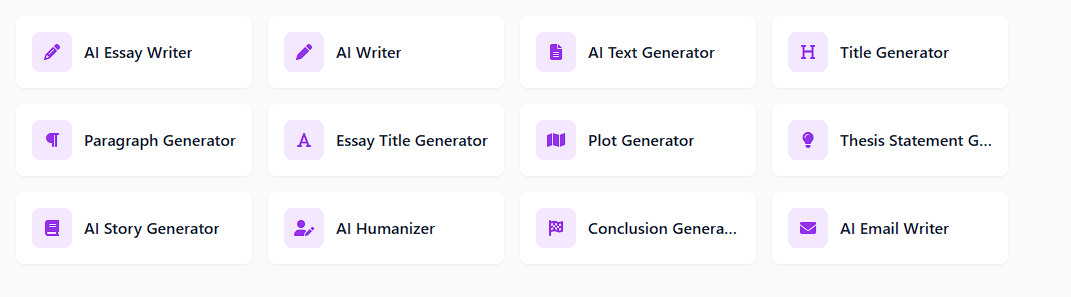 AI Essay Writer
AI Writer
AI Text Generator
Title Generator
Paragraph Generator
Essay Title Generator
Plot Generator
Thesis Statement G...
AI Story Generator
AI Humanizer
Conclusion Genera...
AI Email Writer